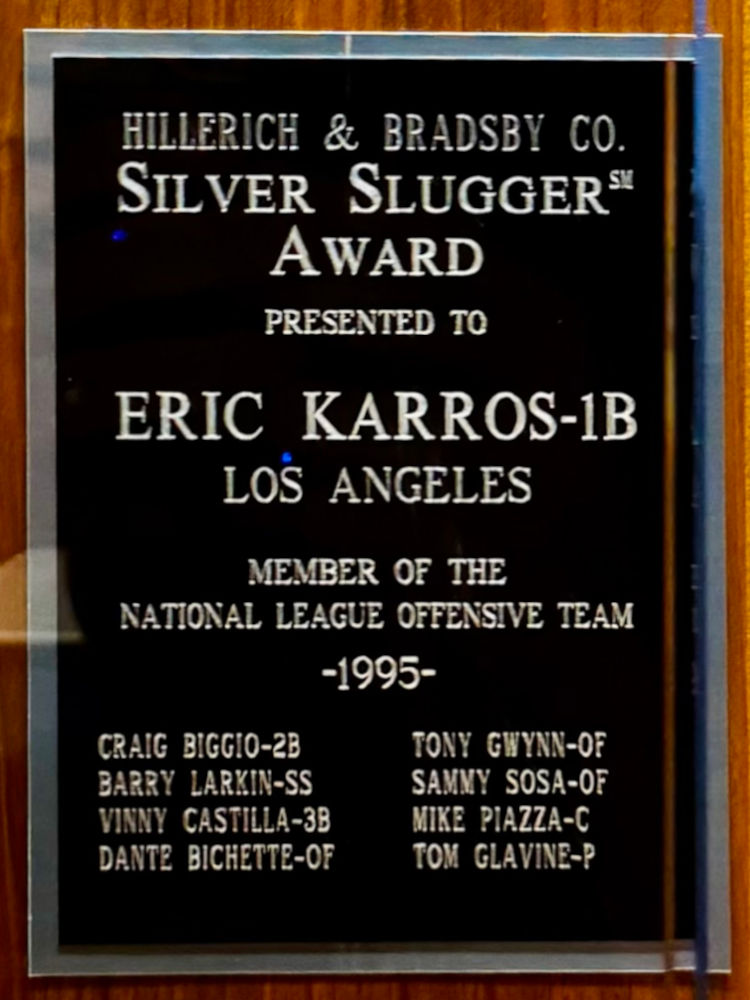 HILLERICH & BRADSBY CO.
SILVER SLUGGER℠
AWARD
PRESENTED TO
ERIC KARROS-1B
LOS ANGELES
MEMBER OF THE
NATIONAL LEAGUE OFFENSIVE TEAM
-1995-
CRAIG BIGGIO-2B
BARRY LARKIN-SS
VINNY CASTILLA-3B
DANTE BICHETTE-OF
TONY GWYNN-OF
SAMMY SOSA-OF
MIKE PIAZZA-C
TOM GLAVINE-P